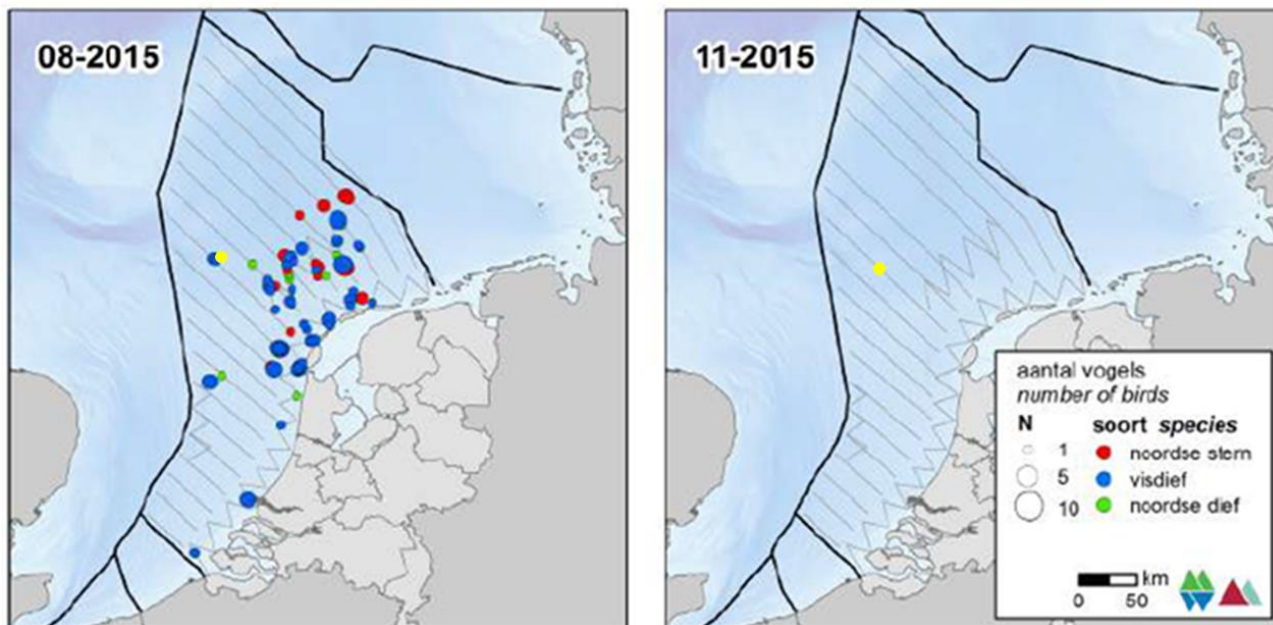 08-2015
11-2015
aantal vogels
number of birds
N soort species
1 noordse stern
5 visdief
10 noordse dief
km
0 50